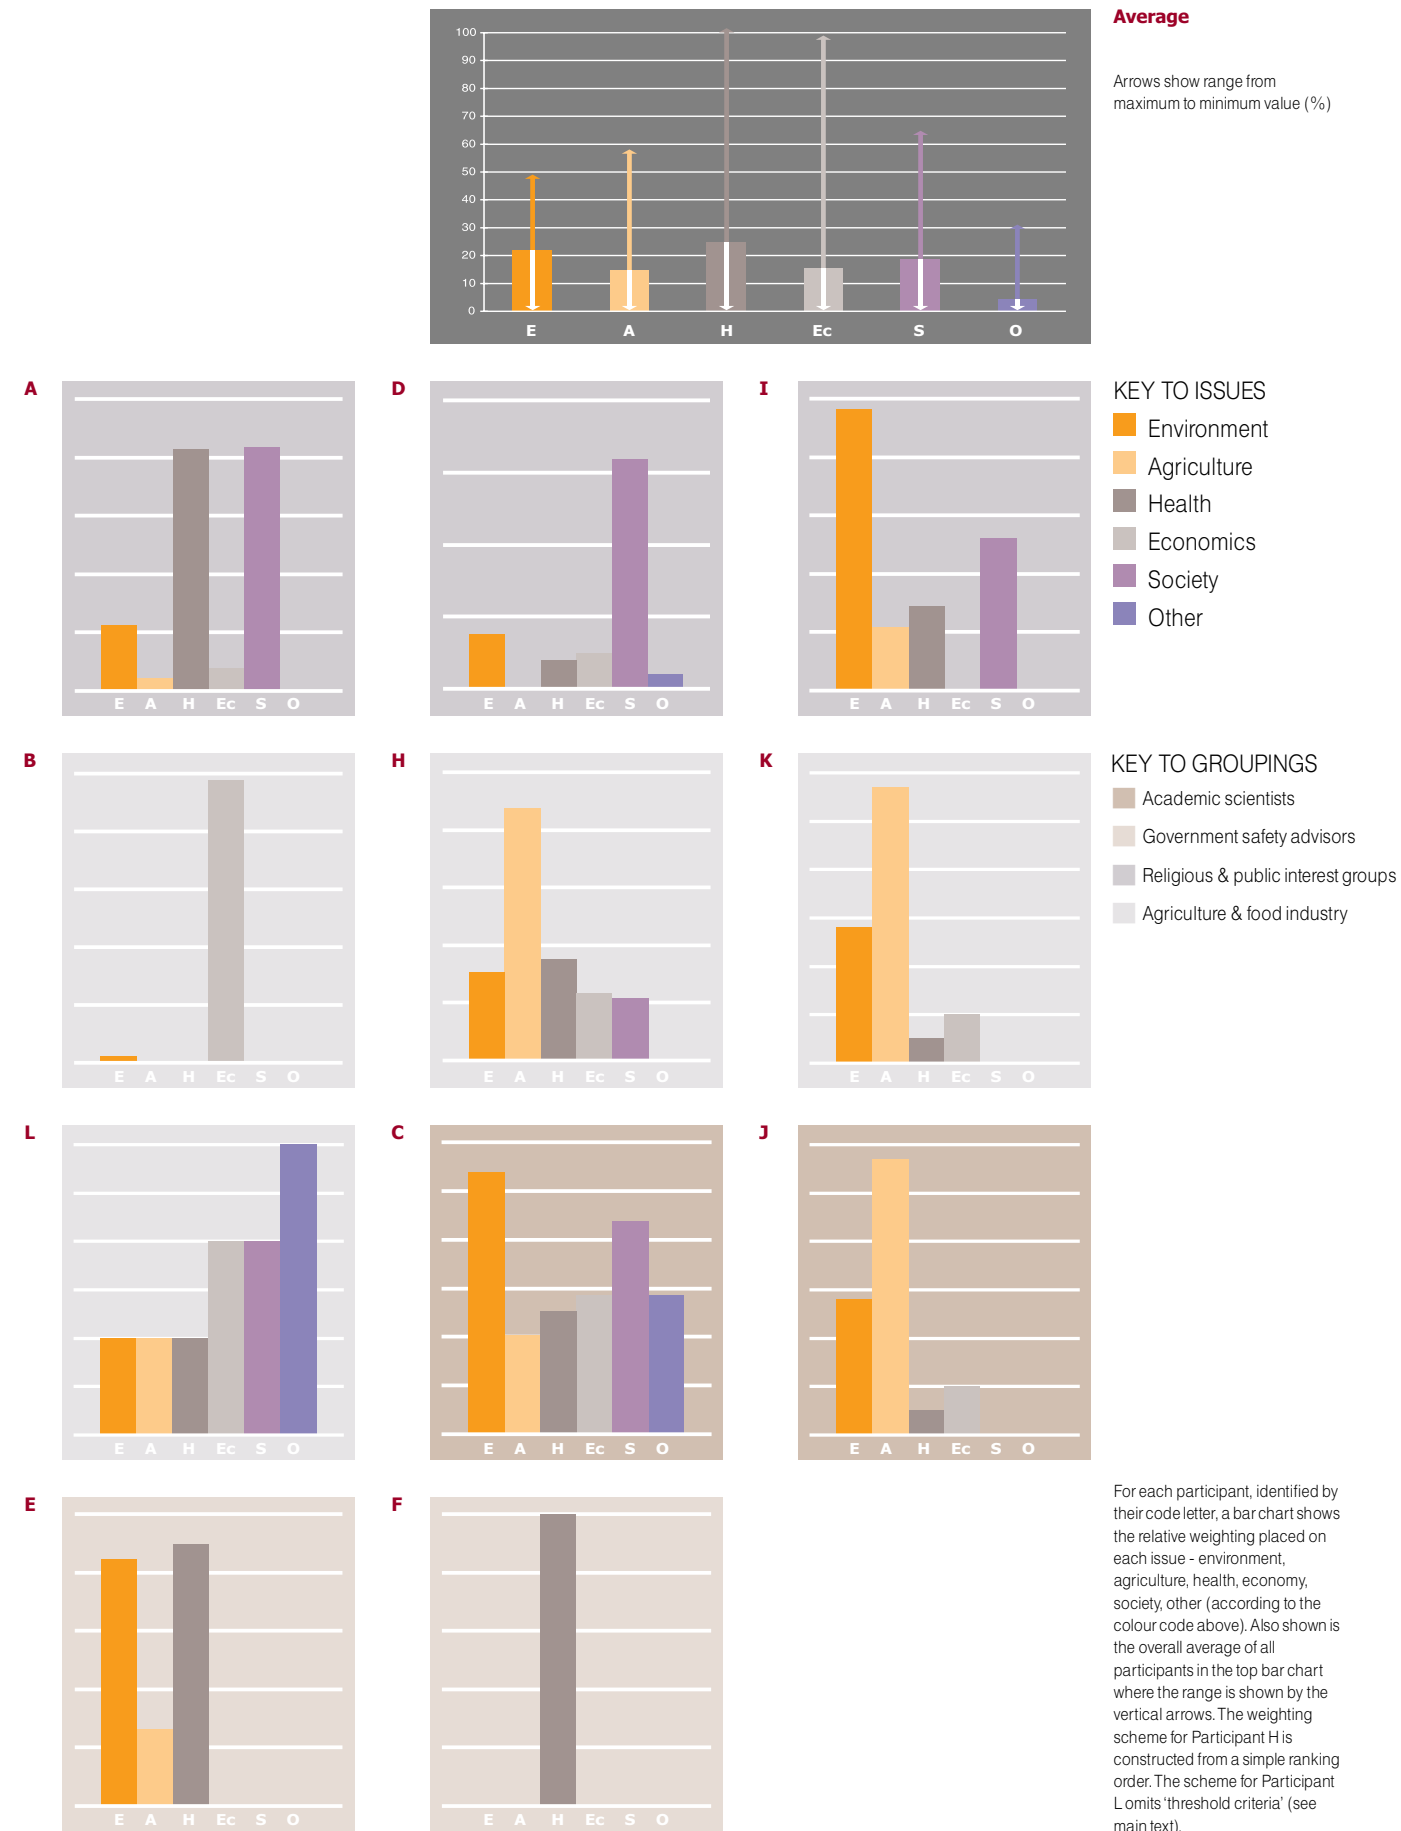 Average
Arrows show range from
maximum to minimum value (%)
100
90
80
70
60
50
40
30
20
10
0
E A H Ec S O
A
E A H Ec S O
D
E A H Ec S O
I
E A H Ec S O
KEY TO ISSUES
Environment
Agriculture
Health
Economics
Society
Other
B
E A H Ec S O
H
E A H Ec S O
K
E A H Ec S O
KEY TO GROUPINGS
Academic scientists
Government safety advisors
Religious & public interest groups
Agriculture & food industry
L
E A H Ec S O
C
E A H Ec S O
J
E A H Ec S O
E
E A H Ec S O
F
E A H Ec S O
For each participant, identified by
their code letter, a bar chart shows
the relative weighting placed on
each issue - environment,
agriculture, health, economy,
society, other (according to the
colour code above). Also shown is
the overall average of all
participants in the top bar chart
where the range is shown by the
vertical arrows. The weighting
scheme for Participant H is
constructed from a simple ranking
order. The scheme for Participant
L omits ‘threshold criteria’ (see
main text).